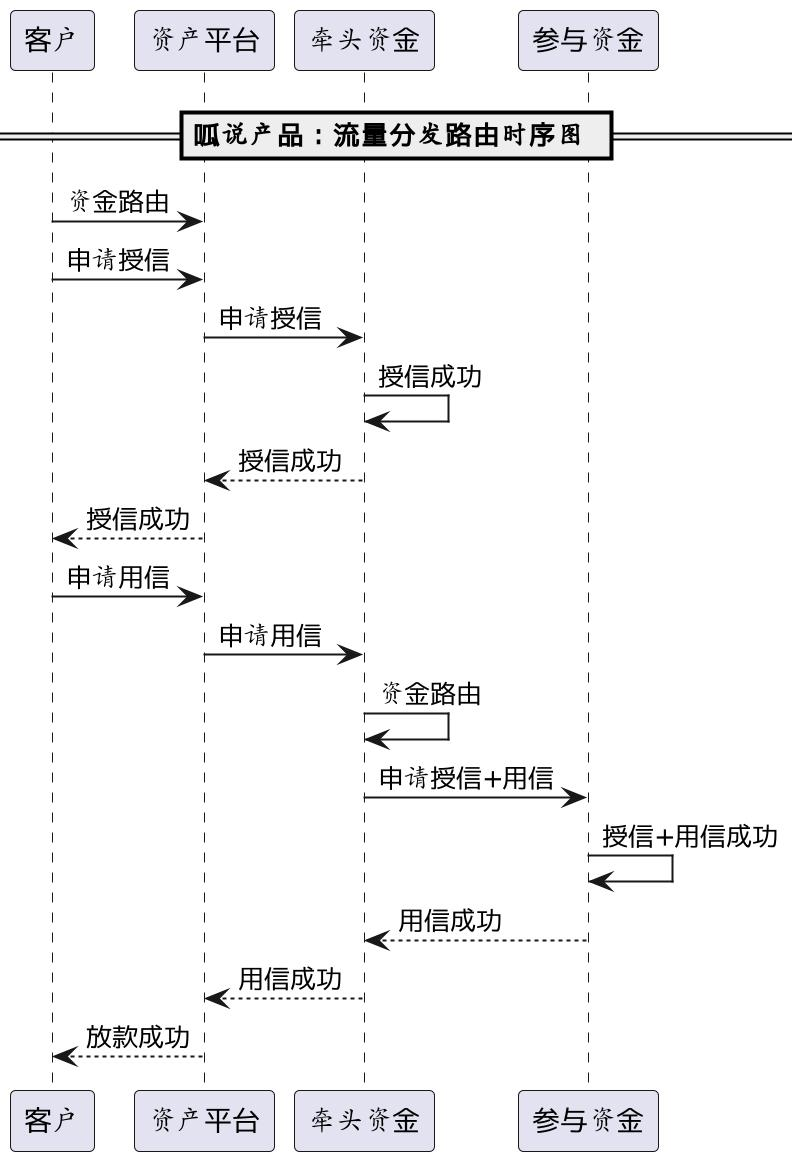 客户 资产平台 牵头资金 参与资金
呱说产品：流量分发路由时序图
资金路由
申请授信
申请授信
授信成功
授信成功
授信成功
申请用信
申请用信
资金路由
申请授信+用信
授信+用信成功
用信成功
用信成功
放款成功
客户 资产平台 牵头资金 参与资金